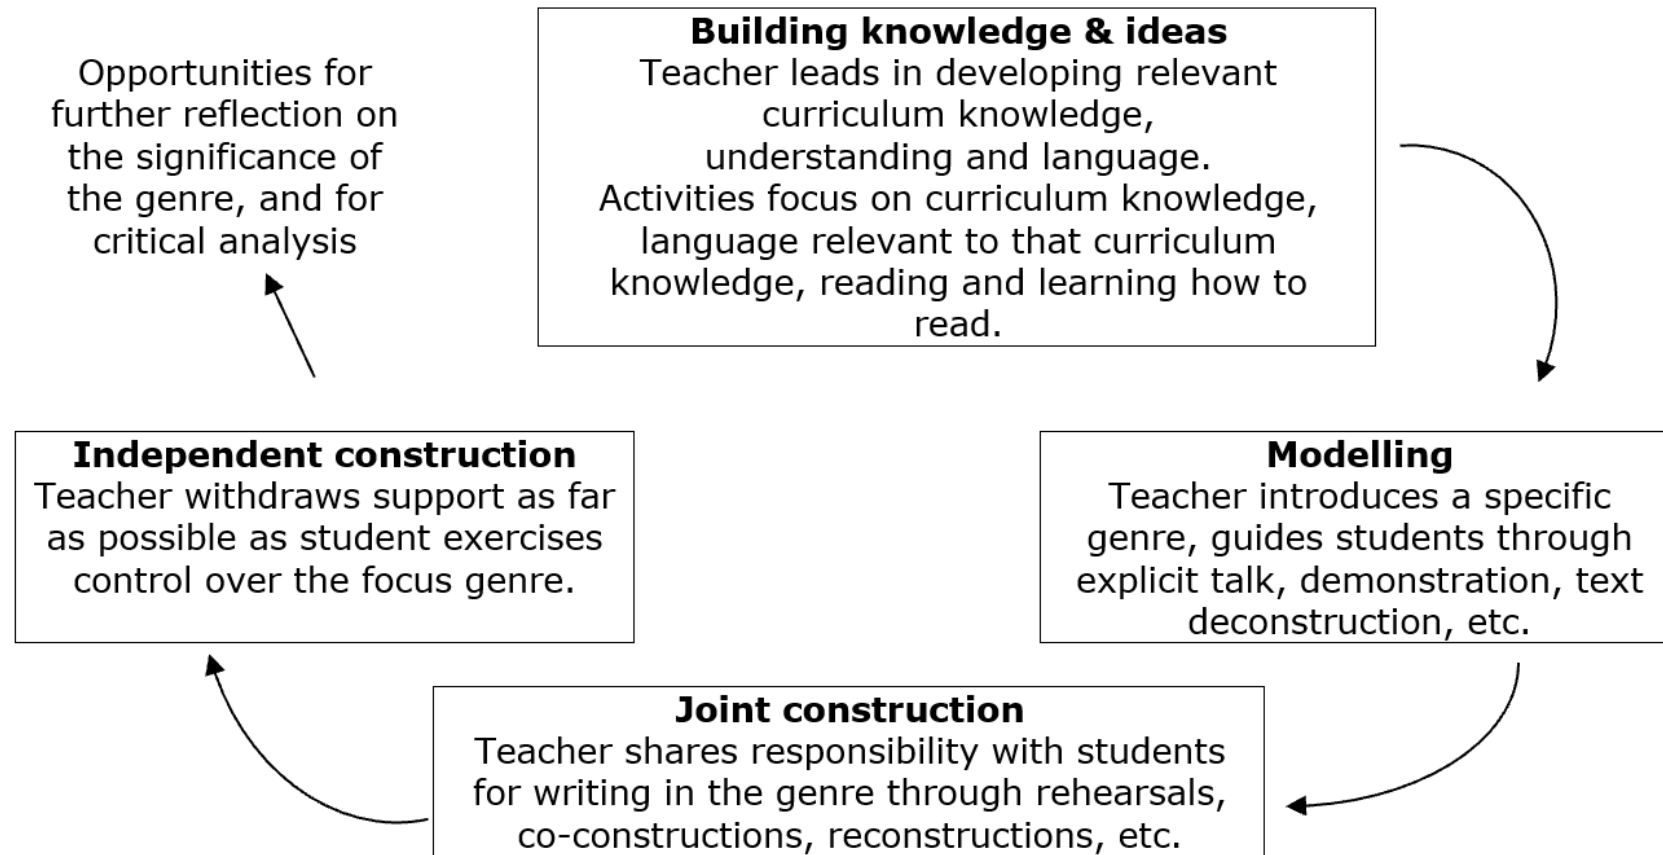 Building knowledge & ideas
Teacher leads in developing relevant
curriculum knowledge,
understanding and language.
Activities focus on curriculum knowledge,
language relevant to that curriculum
knowledge, reading and learning how to
read.
Modelling
Teacher introduces a specific
genre, guides students through
explicit talk, demonstration, text
deconstruction, etc.
Joint construction
Teacher shares responsibility with students
for writing in the genre through rehearsals,
co-constructions, reconstructions, etc.
Independent construction
Teacher withdraws support as far
as possible as student exercises
control over the focus genre.
Opportunities for
further reflection on
the significance of
the genre, and for
critical analysis